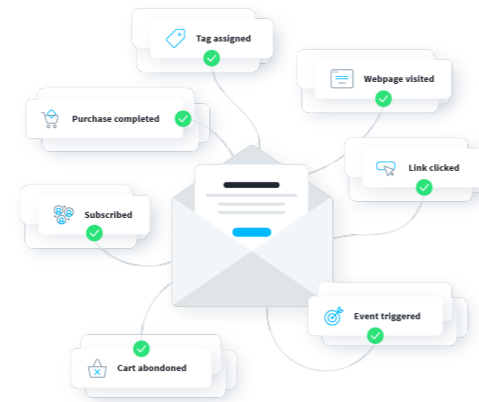 Tag assigned
Webpage visited
Purchase completed
Link clicked
Subscribed
Event triggered
Cart abondoned